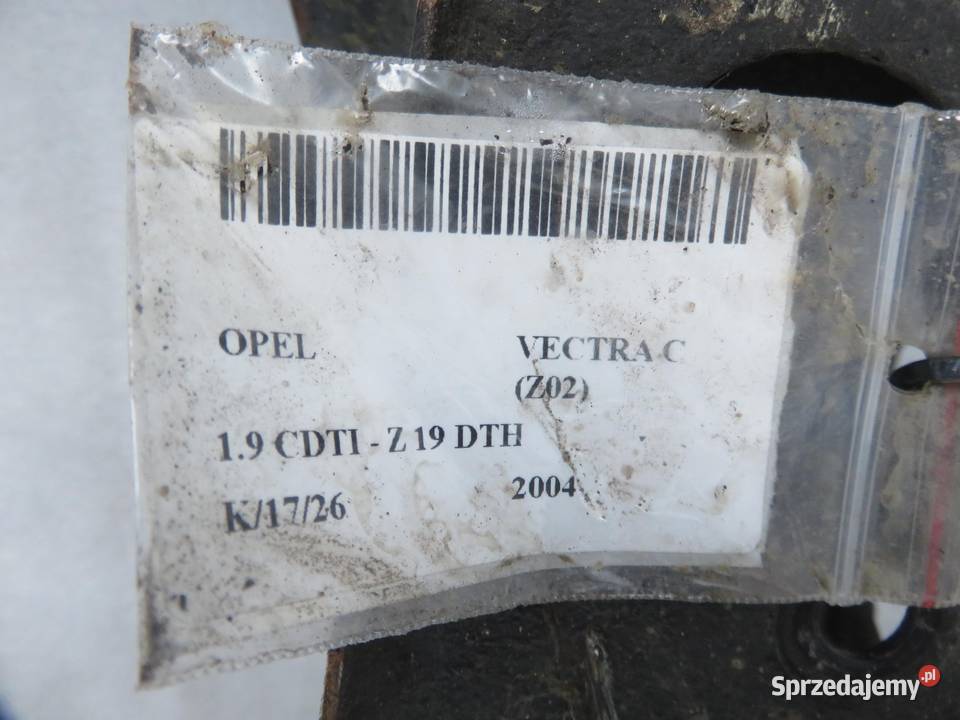 OPEL VECTRA C
(Z02)
1.9 CDTI - Z 19 DTH
K/17/26 2004
Sprzedajemy.pl